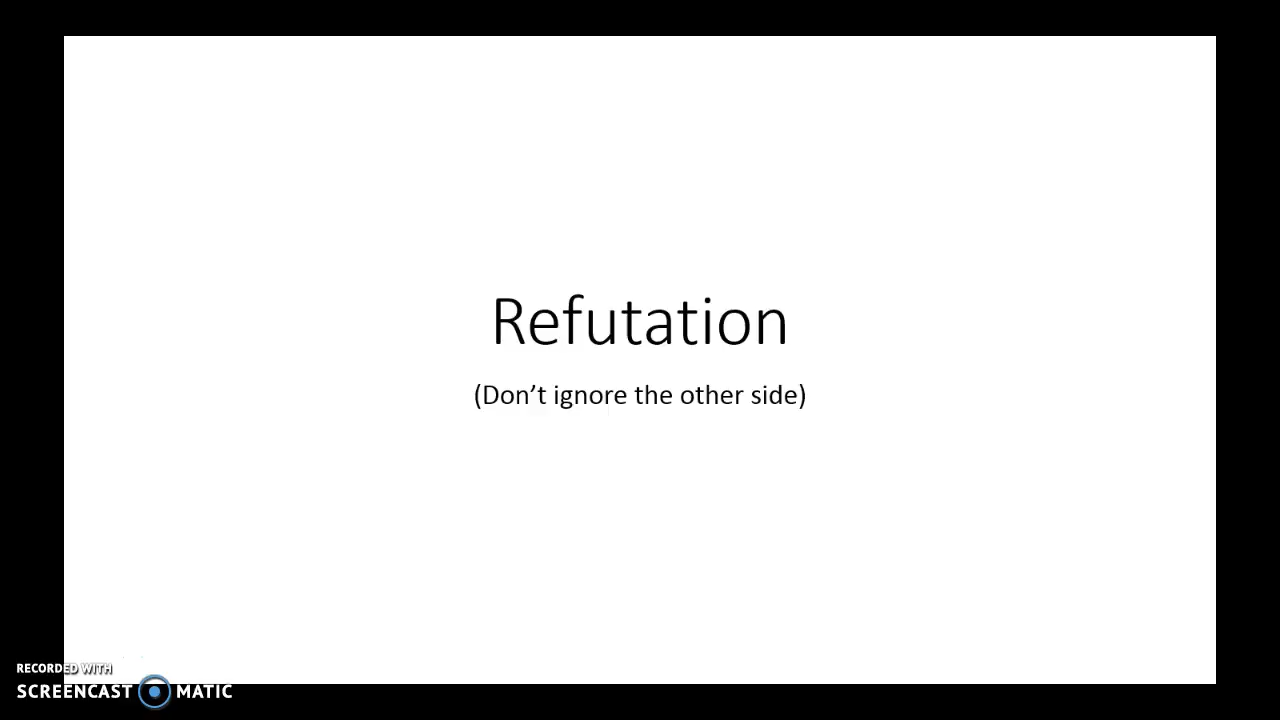 Refutation
(Don’t ignore the other side)
RECORDED WITH
SCREENCAST MATIC